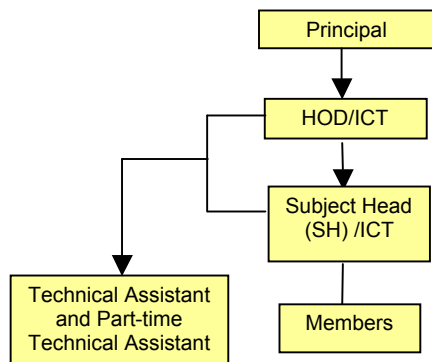 Principal
HOD/ICT
Subject Head
(SH) /ICT
Technical Assistant
and Part-time
Technical Assistant
Members